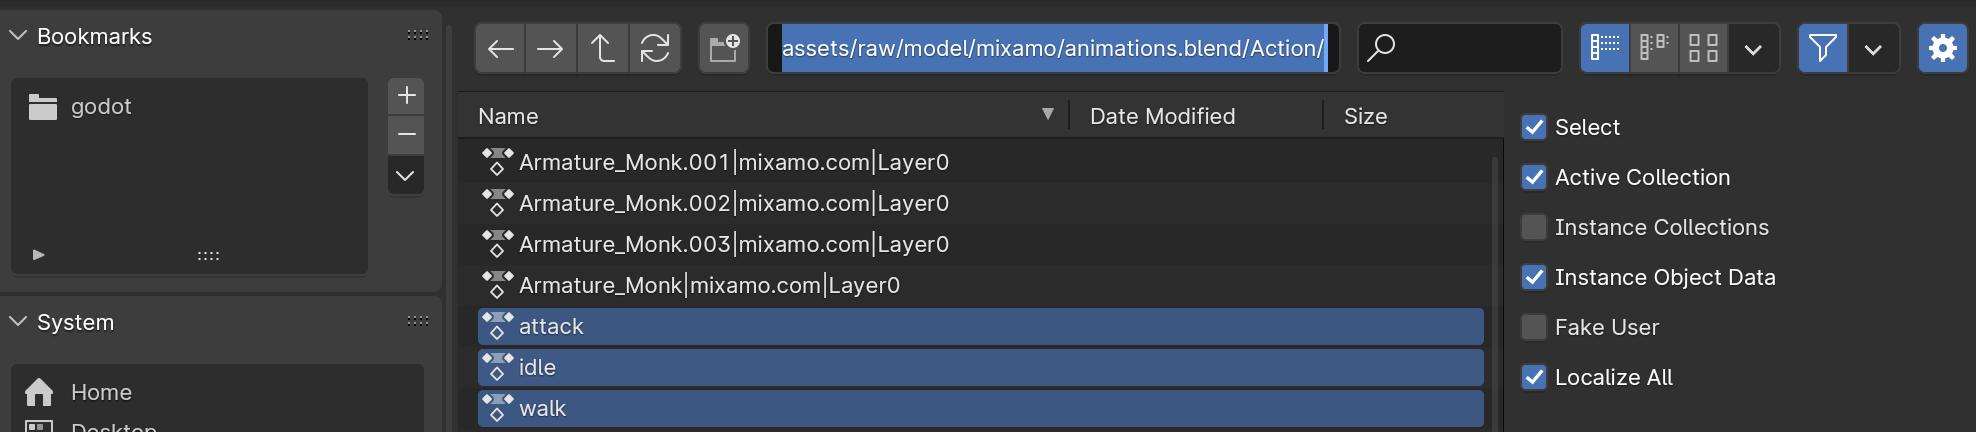 Bookmarks
godot
System
Home
Desktop
assets/raw/model/mixamo/animations.blend/Action/
Name
Date Modified
Size
Armature_Monk.001|mixamo.com|Layer0
Armature_Monk.002|mixamo.com|Layer0
Armature_Monk.003|mixamo.com|Layer0
Armature_Monk|mixamo.com|Layer0
attack
idle
walk
Select
Active Collection
Instance Collections
Instance Object Data
Fake User
Localize All